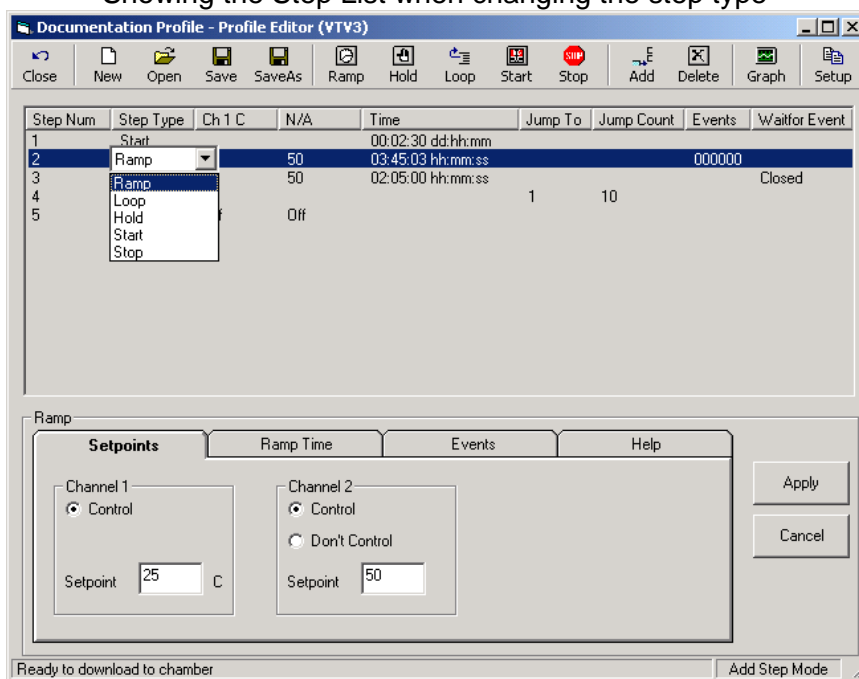 Showing the Step List when changing the step type
Documentation Profile - Profile Editor (VTV3)
Close New Open Save SaveAs Ramp Hold Loop Start Stop Add Delete Graph Setup
Step Num Step Type Ch 1 C N/A Time Jump To Jump Count Events Waitfor Event
1 Start 00:02:30 dd:hh:mm
2 Ramp 50 03:45:03 hh:mm:ss 000000
3 50 02:05:00 hh:mm:ss Closed
4 1 10
5 Off
Ramp
Loop
Hold
Start
Stop
Ramp
Setpoints Ramp Time Events Help
Channel 1 Channel 2
Control Control
Don't Control
Setpoint 25 C Setpoint 50
Apply
Cancel
Ready to download to chamber Add Step Mode